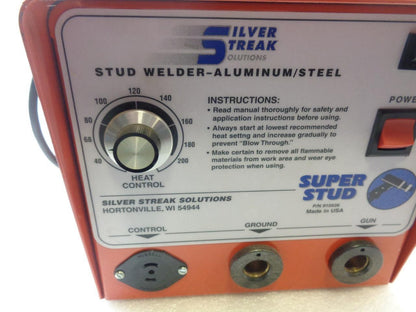 SILVER
STREAK
SOLUTIONS
STUD WELDER-ALUMINUM/STEEL
INSTRUCTIONS:
• Read manual thoroughly for safety and
application instructions before using.
• Always start at lowest recommended
heat setting and increase gradually to
prevent "Blow Through."
• Make certain to remove all flammable
materials from work area and wear eye
protection when using.
POWE
120
100
140
80
160
60
180
40
200
HEAT
CONTROL
SUPER
STUD
Made in USA
SILVER STREAK SOLUTIONS
HORTONVILLE, WI 54944
CONTROL
GROUND
GUN